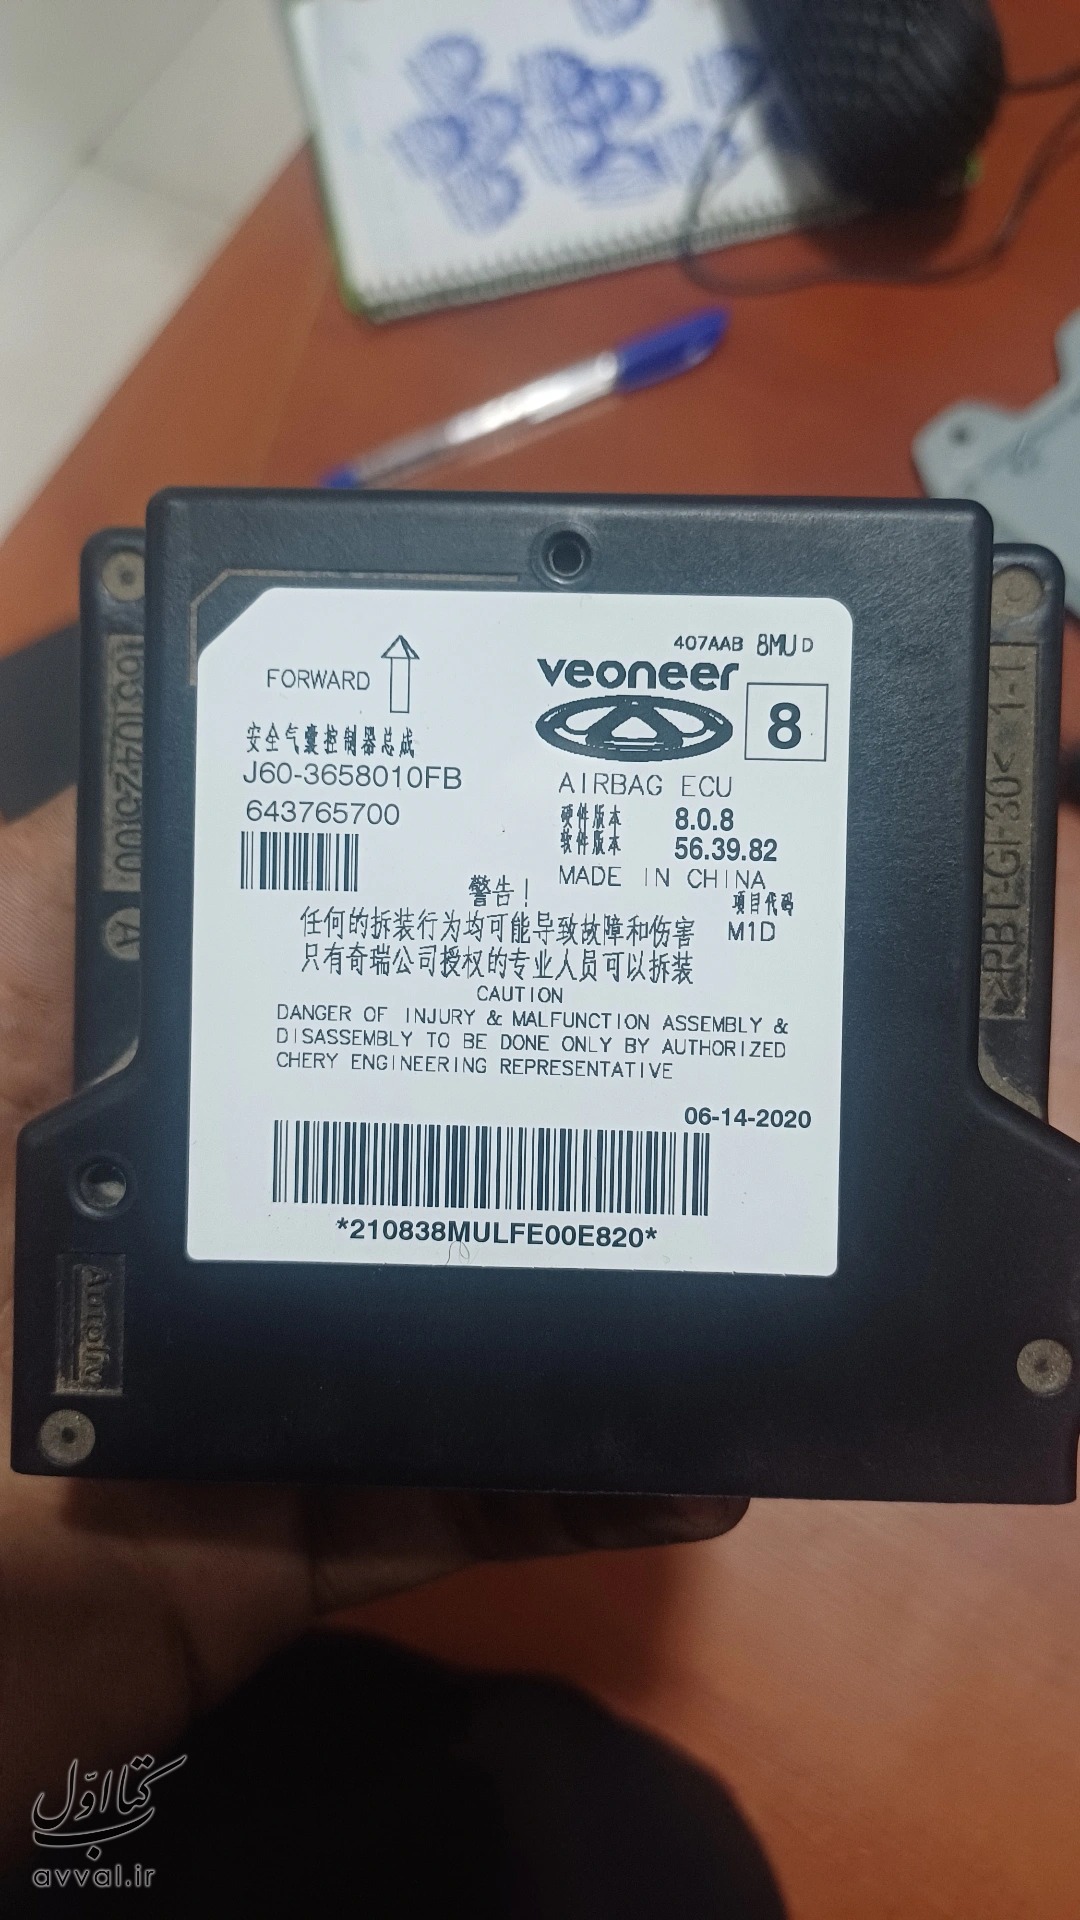 407AAB 8MU D
veoneer
8
FORWARD
安全气囊控制器总成
J60-3658010FB
643765700
AIRBAG ECU
硬件版本 8.0.8
软件版本 56.39.82
MADE IN CHINA
项目代码
M1D
警告!
任何的拆装行为均可能导致故障和伤害
只有奇瑞公司授权的专业人员可以拆装
CAUTION
DANGER OF INJURY & MALFUNCTION ASSEMBLY &
DISASSEMBLY TO BE DONE ONLY BY AUTHORIZED
CHERY ENGINEERING REPRESENTATIVE
06-14-2020
*210838MULFE00E820*
Autoliv
A
کتاب اوّل
avval.ir